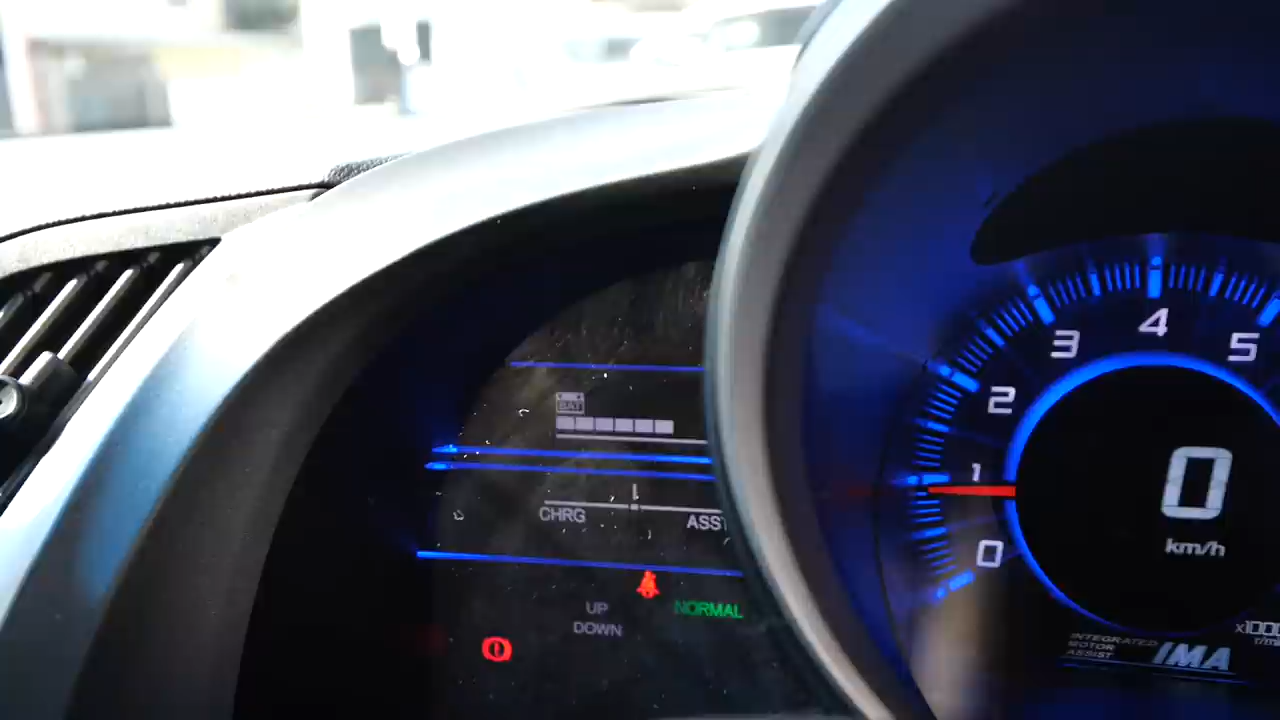 BAT
CHRG
ASST
UP
DOWN
NORMAL
0
1
2
3
4
5
0
km/h
x1000
r/min
INTEGRATED
MOTOR
ASSIST
IMA